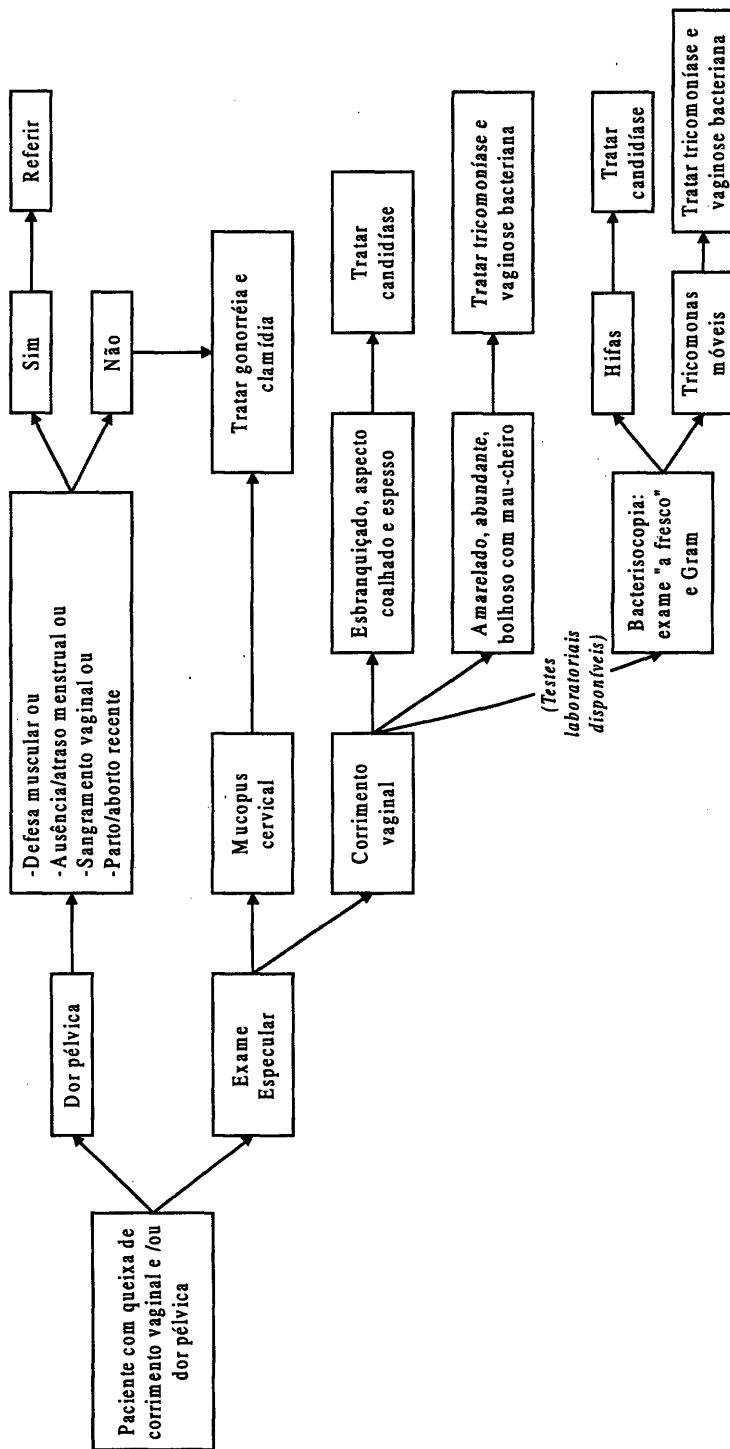 Paciente com queixa de
corrimento vaginal e /ou
dor pélvica
Dor pélvica
-Defesa muscular ou
-Ausência/atraso menstrual ou
-Sangramento vaginal ou
-Parto/aborto recente
Sim
Referir
Não
Exame
Especular
Mucopus
cervical
Tratar gonorréia e
clamídia
Corrimento
vaginal
Esbranquiçado, aspecto
coalhado e espesso
Tratar
candidíase
Amarelado, abundante,
bolhoso com mau-cheiro
Tratar tricomoníase e
vaginose bacteriana
(Testes
laboratoriais
disponíveis)
Bacterisocopia:
exame "a fresco"
e Gram
Hifas
Tratar
candidíase
Tricomonas
móveis
Tratar tricomoníase e
vaginose bacteriana